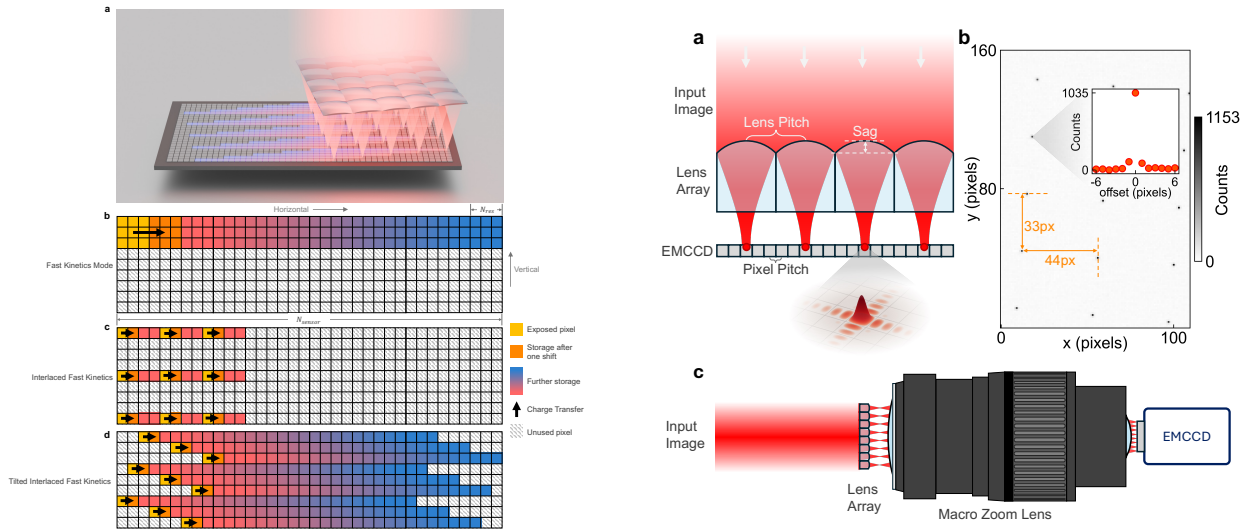 a
b
Horizontal
Nres
Fast Kinetics Mode
Vertical
c
Nsensor
Interlaced Fast Kinetics
Exposed pixel
Storage after
one shift
Further storage
Charge Transfer
Unused pixel
d
Tilted Interlaced Fast Kinetics
a
Input
Image
Lens Pitch
Sag
Lens
Array
EMCCD
Pixel Pitch
b
160
80
0
y (pixels)
0
100
x (pixels)
1035
0
Counts
-6
0
6
offset (pixels)
33px
44px
1153
0
Counts
c
Input
Image
Lens
Array
Macro Zoom Lens
EMCCD